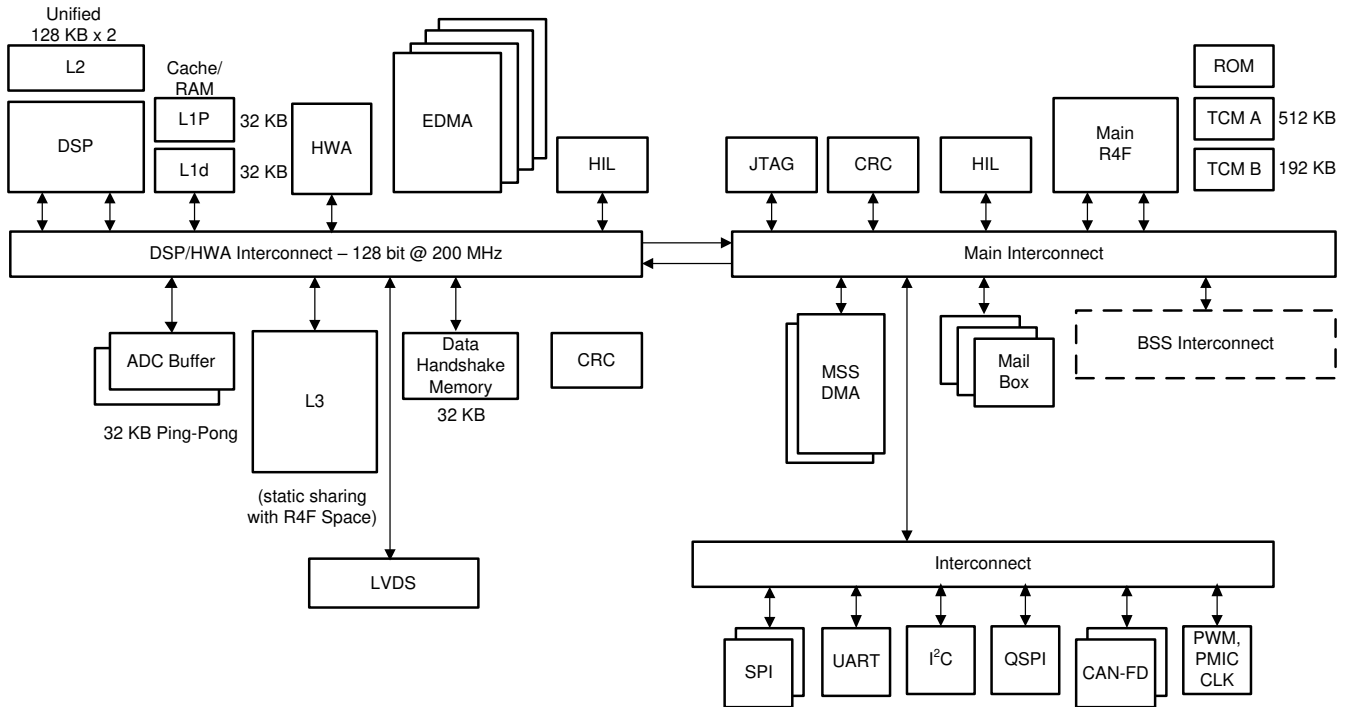 Unified
128 KB x 2
L2
Cache/
RAM
DSP
L1P
32 KB
L1d
32 KB
HWA
EDMA
HIL
JTAG
CRC
HIL
Main
R4F
ROM
TCM A
512 KB
TCM B
192 KB
DSP/HWA Interconnect – 128 bit @ 200 MHz
Main Interconnect
ADC Buffer
32 KB Ping-Pong
L3
(static sharing
with R4F Space)
Data
Handshake
Memory
32 KB
CRC
LVDS
MSS
DMA
Mail
Box
BSS Interconnect
Interconnect
SPI
UART
I²C
QSPI
CAN-FD
PWM,
PMIC
CLK